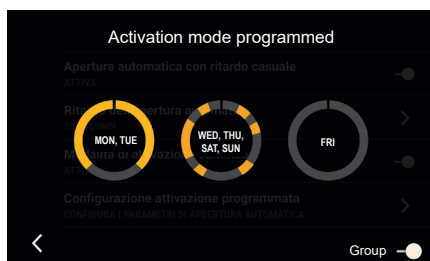 Activation mode programmed
Apertura automatica con ritardo casuale
ATTIVA
MON, TUE
WED, THU,
SAT, SUN
FRI
Configurazione attivazione programmata
CONFIGURA I PARAMETRI DI APEERTURA AUTOMATICA
Group